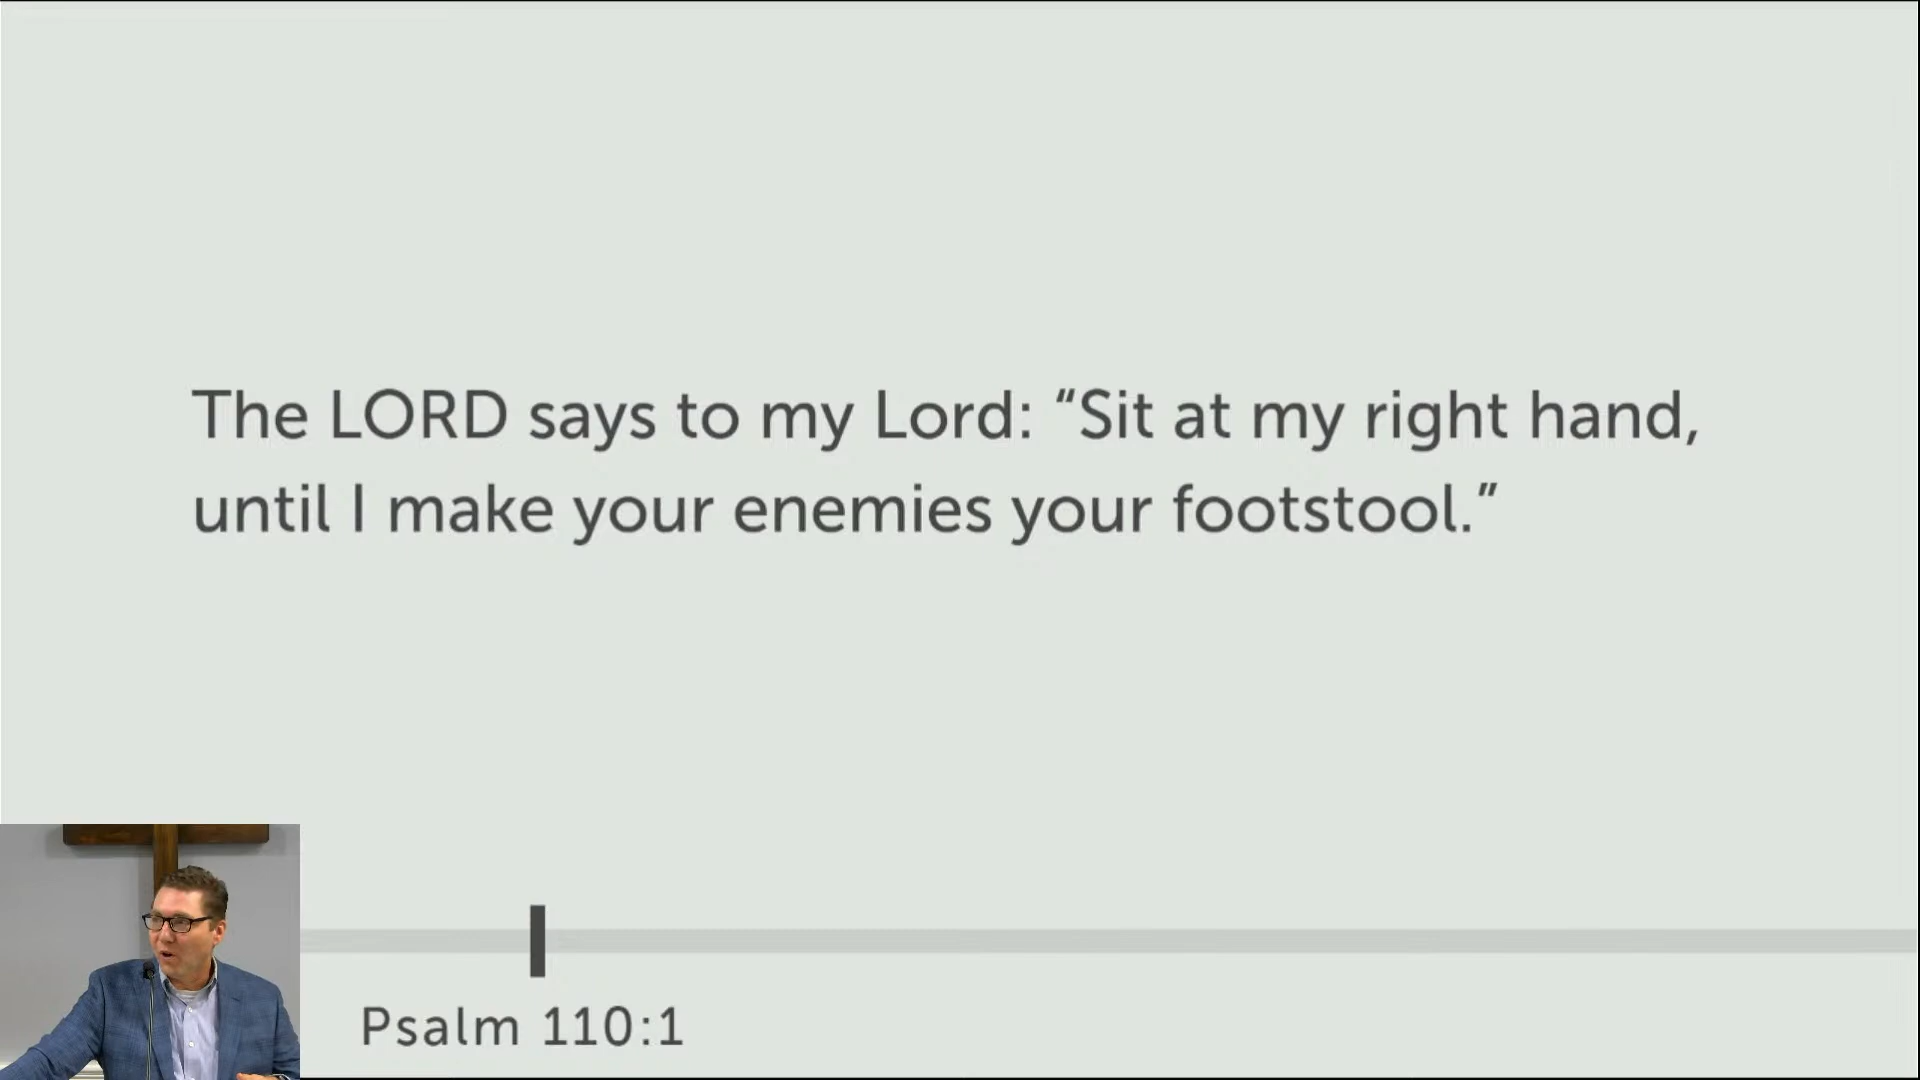 The LORD says to my Lord: “Sit at my right hand,
until I make your enemies your footstool.”
Psalm 110:1